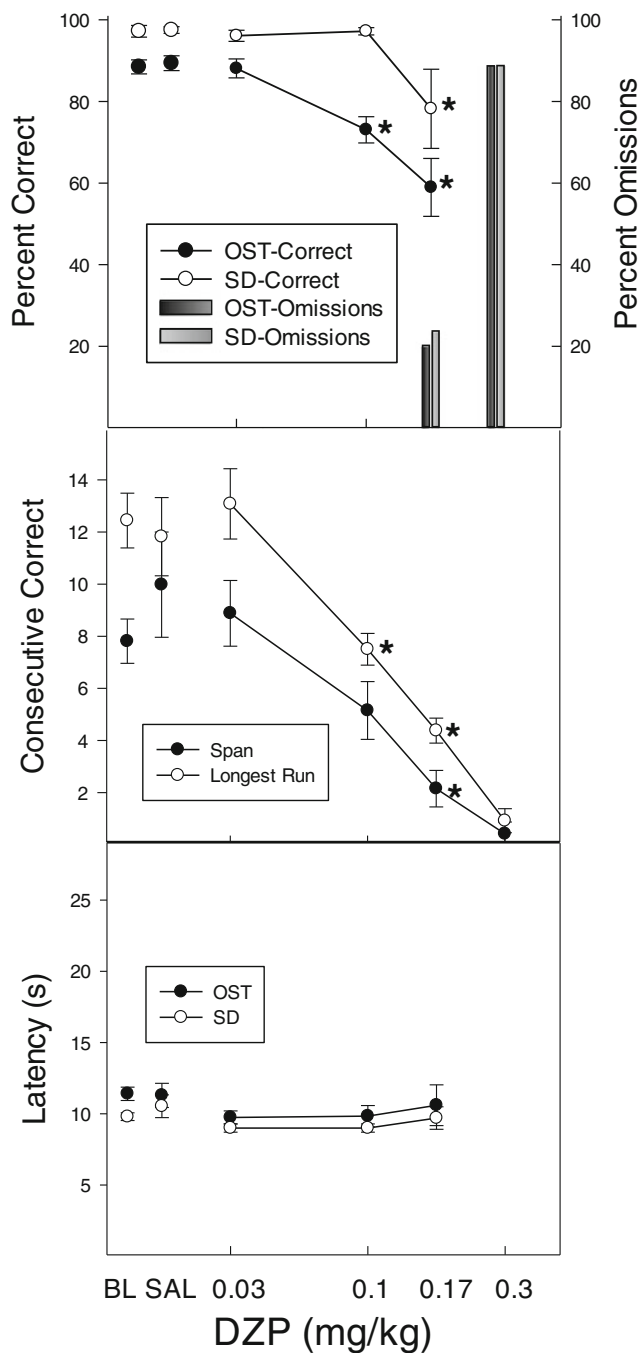 100
80
60
40
20
Percent Correct
100
80
60
40
20
Percent Omissions
OST-Correct
SD-Correct
OST-Omissions
SD-Omissions
*
*
*
14
12
10
8
6
4
2
Consecutive Correct
Span
Longest Run
*
*
*
25
20
15
10
5
Latency (s)
OST
SD
BL SAL 0.03 0.1 0.17 0.3
DZP (mg/kg)